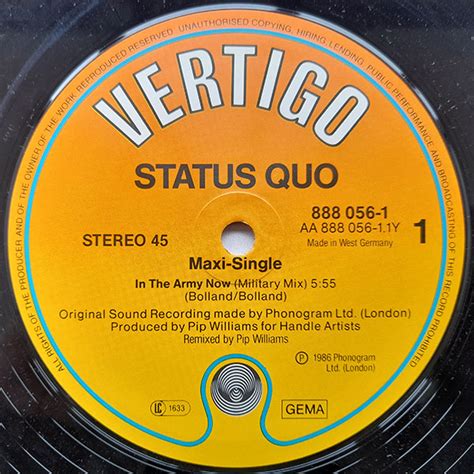 ALL RIGHTS OF THE PRODUCER AND OF THE OWNER OF THE WORK REPRODUCED RESERVED UNAUTHORISED COPYING, HIRING, LENDING, PUBLIC PERFORMANCE AND BROADCASTING OF THIS RECORD PROHIBITED
VERTIGO
STATUS QUO
888 056-1
AA 888 056-1.1Y
Made in West Germany
1
STEREO 45
Maxi-Single
In The Army Now (Military Mix) 5:55
(Bolland/Bolland)
Original Sound Recording made by Phonogram Ltd. (London)
Produced by Pip Williams for Handle Artists
Remixed by Pip Williams
Ⓟ 1986 Phonogram
Ltd. (London)
LC 1633
GEMA